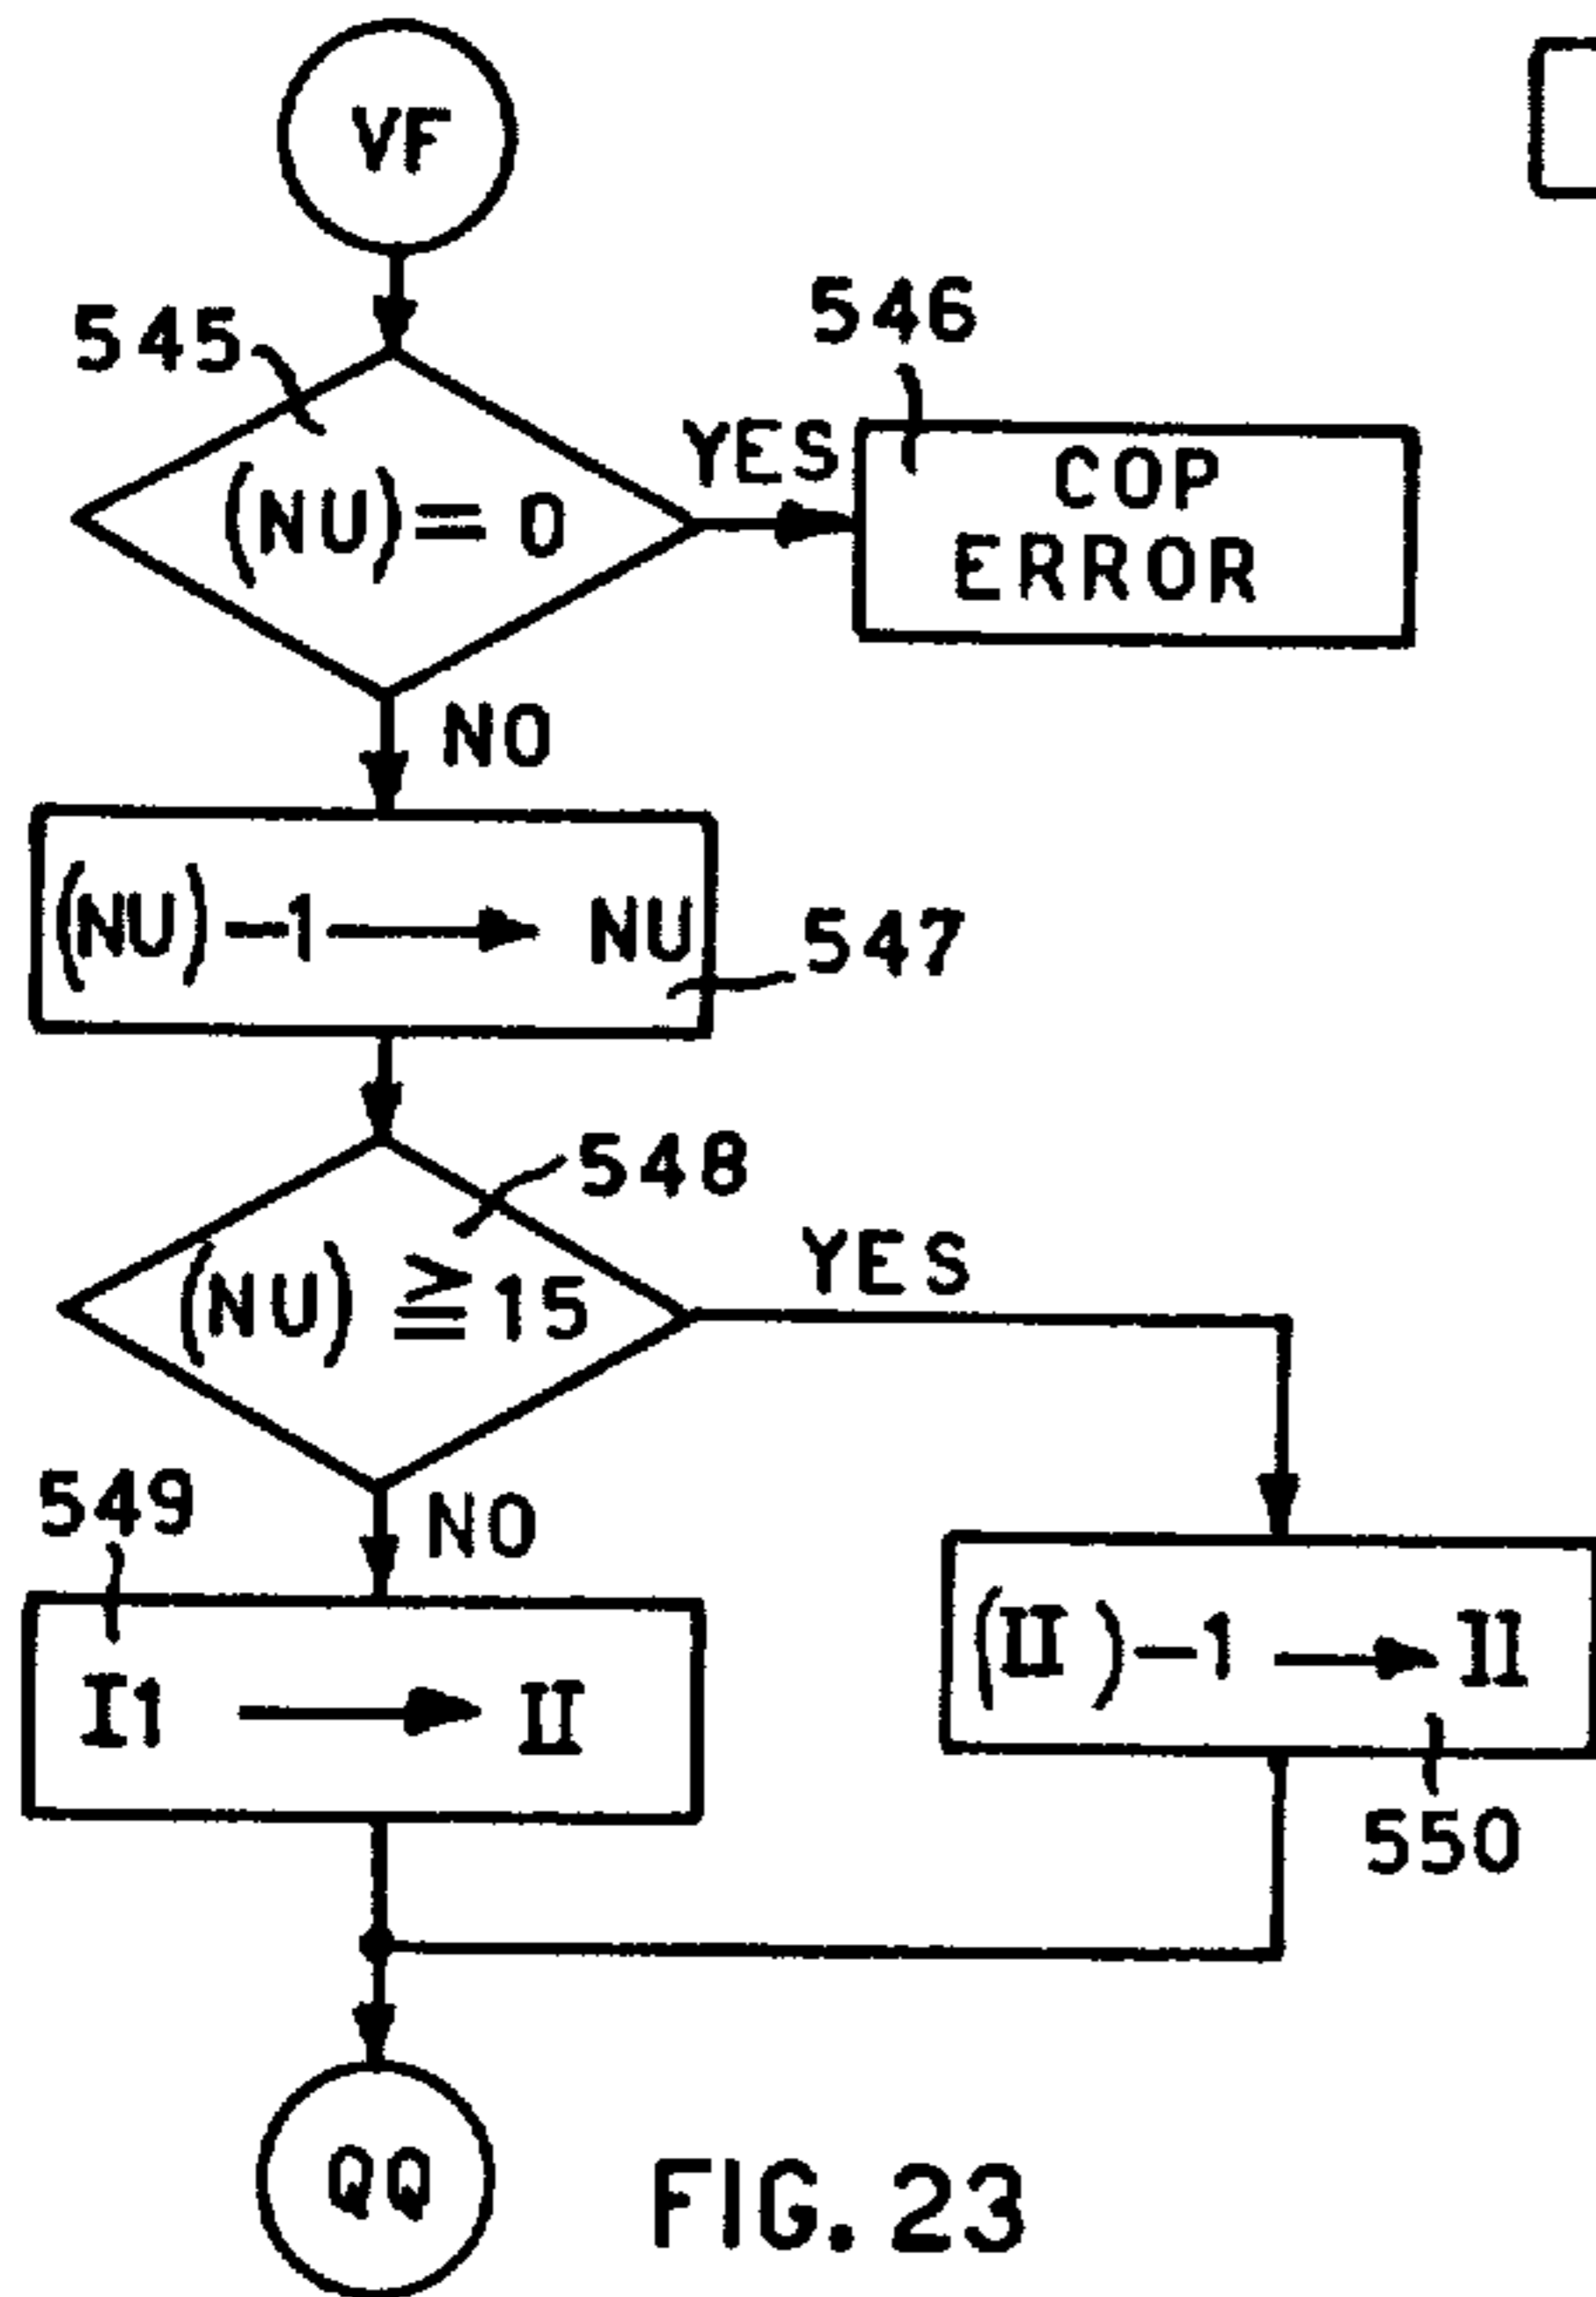 VF
545
546
(NU)= 0
YES
COP
ERROR
NO
(NU)-1 → NU
547
548
(NU) ≧ 15
YES
549
NO
I1 → II
(II)-1 → II
550
QQ
FIG. 23